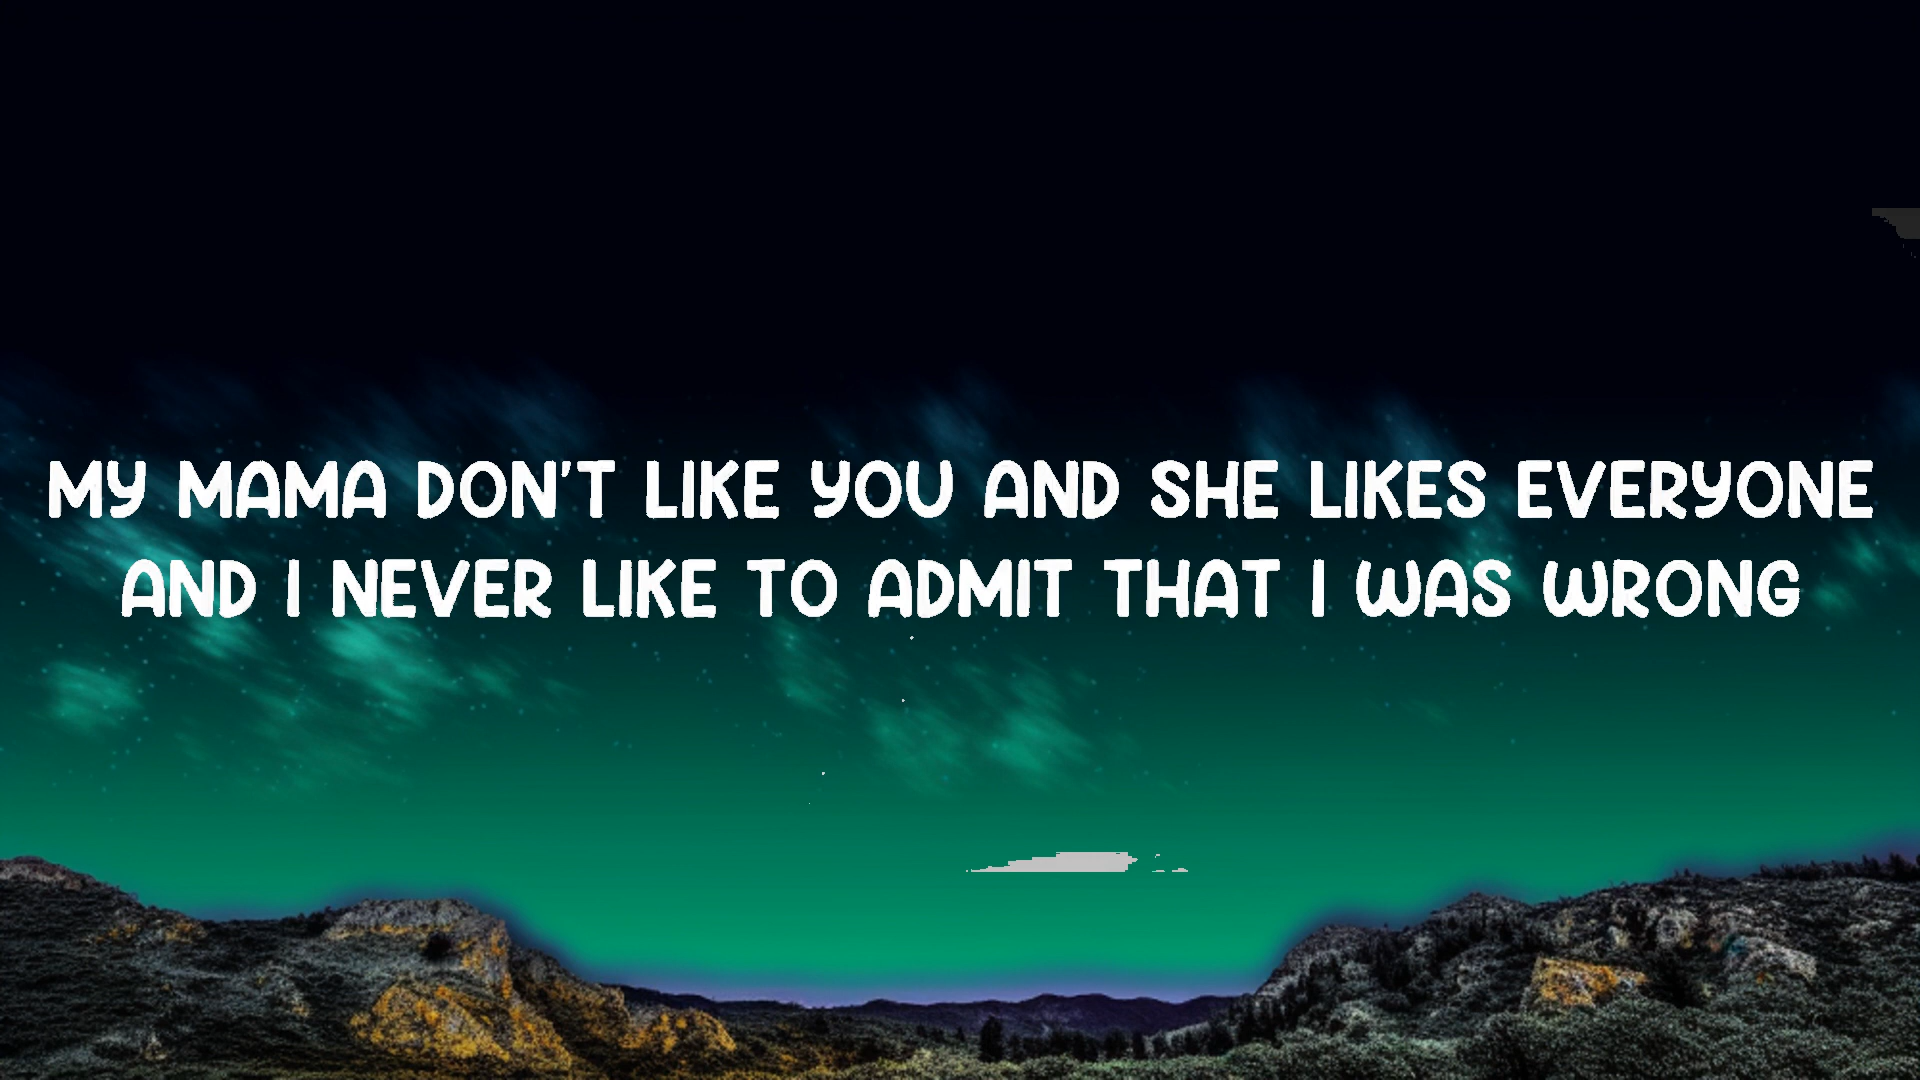 MY MAMA DON'T LIKE YOU AND SHE LIKES EVERYONE
AND I NEVER LIKE TO ADMIT THAT I WAS WRONG